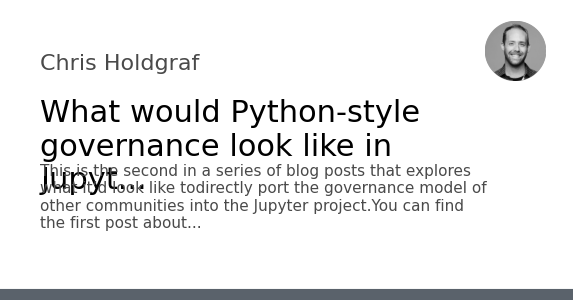 Chris Holdgraf
What would Python-style
governance look like in
Jupyt...
This is the second in a series of blog posts that explores
what it'd look like todirectly port the governance model of
other communities into the Jupyter project.You can find
the first post about...